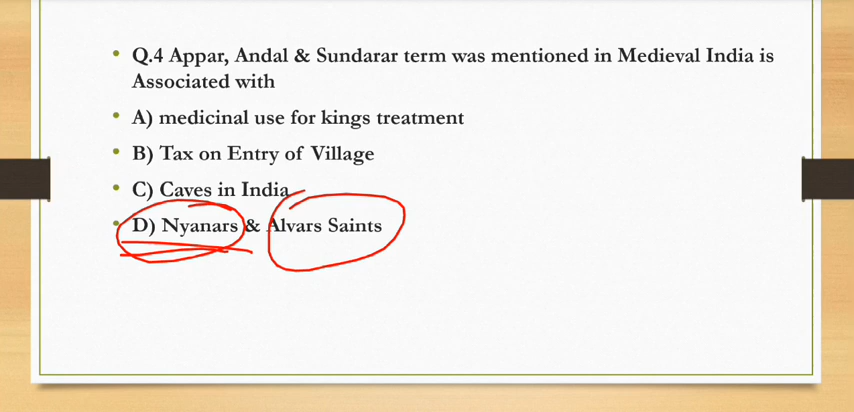 • Q.4 Appar, Andal & Sundarar term was mentioned in Medieval India is
Associated with
• A) medicinal use for kings treatment
• B) Tax on Entry of Village
• C) Caves in India
• D) Nyanars & Alvars Saints